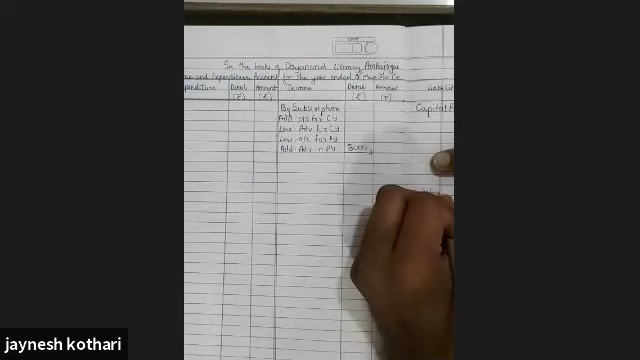 In the books of Dayanand Library, Ambajogai
me and Expenditure Account for the year ended
penditure Detail Amount Income Detail Amount Liabilit
(₹) (₹) (₹) (₹)
By Subscription Capital
Add: o/s for CY
Less: Adv for CY
Less: o/s for PY
Add: Adv in PY 3000
jaynesh kothari